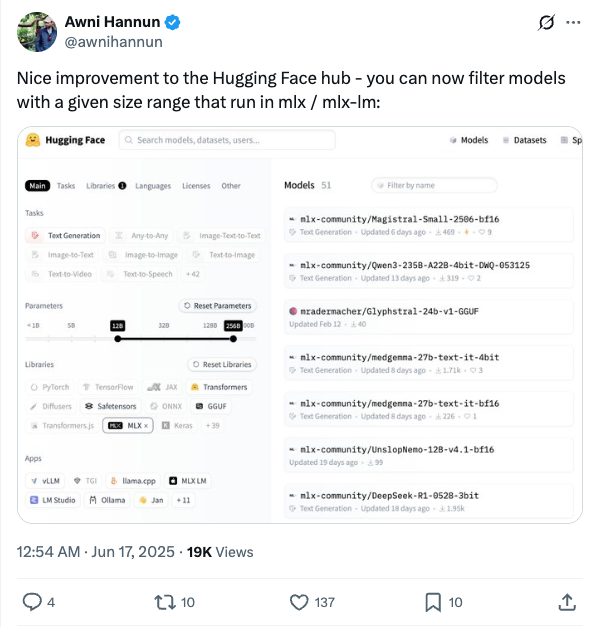 Awni Hannun
@awnihannun
Nice improvement to the Hugging Face hub - you can now filter models
with a given size range that run in mlx / mlx-lm:
Hugging Face
Search models, datasets, users...
Models
Datasets
Sp
Main
Tasks
Libraries 1
Languages
Licenses
Other
Tasks
Text Generation
Any-to-Any
Image-Text-to-Text
Image-to-Text
Image-to-Image
Text-to-Image
Text-to-Video
Text-to-Speech
+42
Parameters
Reset Parameters
<1B
5B
12B
32B
128B
256B
Libraries
Reset Libraries
PyTorch
TensorFlow
JAX
Transformers
Diffusers
Safetensors
ONNX
GGUF
Transformers.js
MLX
MLX ×
Keras
+39
Apps
vLLM
TGI
llama.cpp
MLX LM
LM Studio
Ollama
Jan
+11
Models 51
Filter by name
mlx-community/Magistral-Small-2506-bf16
Text Generation · Updated 6 days ago · 469 · 9
mlx-community/Qwen3-235B-A22B-4bit-DWQ-053125
Text Generation · Updated 13 days ago · 319 · 2
mradermacher/Glyphstral-24b-v1-GGUF
Updated Feb 12 · 40
mlx-community/medgemma-27b-text-it-4bit
Text Generation · Updated 8 days ago · 1.71k · 3
mlx-community/medgemma-27b-text-it-bf16
Text Generation · Updated 8 days ago · 226 · 1
mlx-community/UnslopNemo-12B-v4.1-bf16
Updated 19 days ago · 99
mlx-community/DeepSeek-R1-0528-3bit
Text Generation · Updated 18 days ago · 1.95k
12:54 AM · Jun 17, 2025 · 19K Views
4
10
137
10